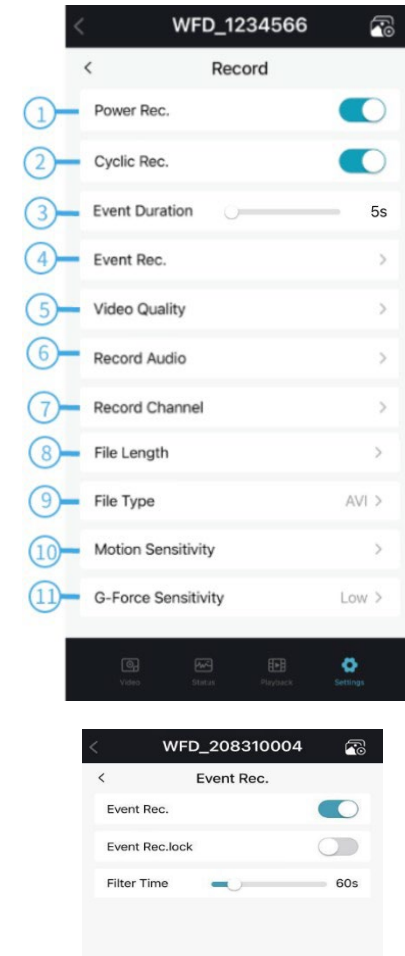 WFD_1234566
Record
1 Power Rec.
2 Cyclic Rec.
3 Event Duration 5s
4 Event Rec.
5 Video Quality
6 Record Audio
7 Record Channel
8 File Length
9 File Type AVI
10 Motion Sensitivity
11 G-Force Sensitivity Low
Video Status Playback Settings
WFD_208310004
Event Rec.
Event Rec.
Event Rec.lock
Filter Time 60s